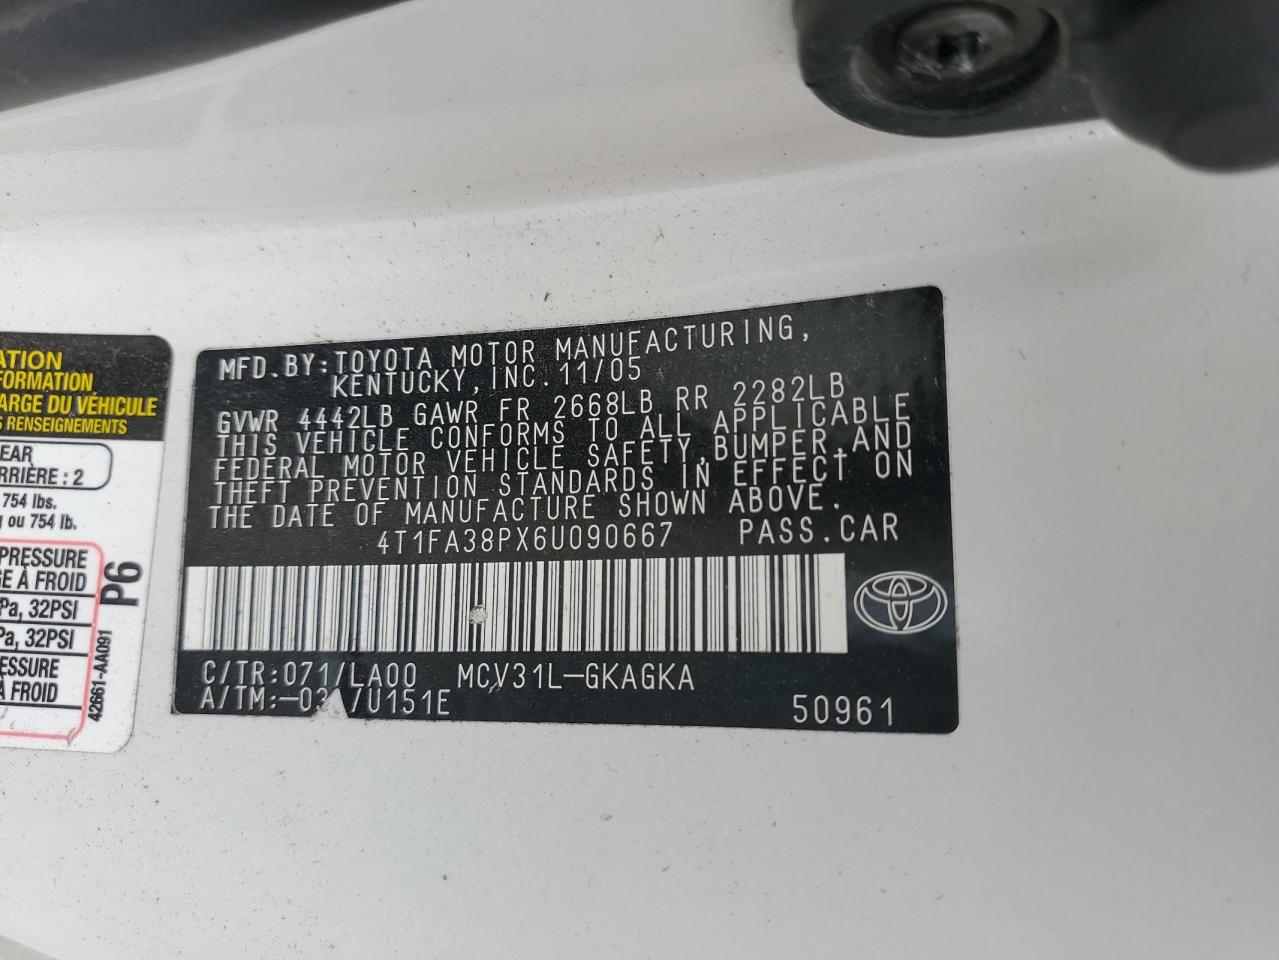 ATION
FORMATION
ARGE DU VÉHICULE
S RENSEIGNEMENTS
EAR
RRIÈRE : 2
754 lbs.
ou 754 lb.
PRESSURE
E À FROID
Pa, 32PSI
Pa, 32PSI
ESSURE
À FROID
P6
42661-AA091
MFD. BY: TOYOTA MOTOR MANUFACTURING,
KENTUCKY, INC. 11/05
GVWR 4442LB GAWR FR 2668LB RR 2282LB
THIS VEHICLE CONFORMS TO ALL APPLICABLE
FEDERAL MOTOR VEHICLE SAFETY, BUMPER, AND
THEFT PREVENTION STANDARDS IN EFFECT ON
THE DATE OF MANUFACTURE SHOWN ABOVE.
4T1FA38PX6U090667 PASS. CAR
C/TR:071/LA00 MCV31L-GKAGKA
A/TM:-03 /U151E
50961